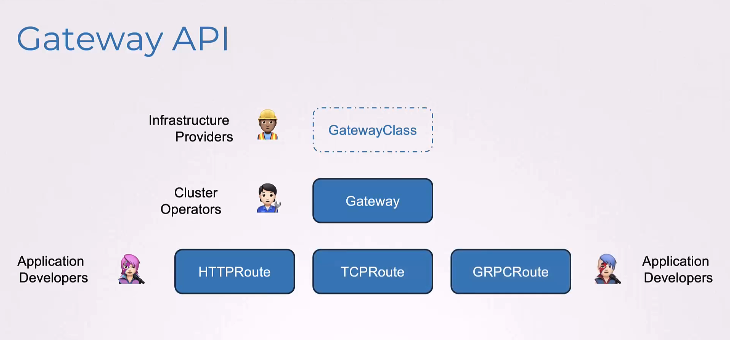 Gateway API
Infrastructure
Providers
GatewayClass
Cluster
Operators
Gateway
Application
Developers
HTTPRoute
TCPRoute
GRPCRoute
Application
Developers